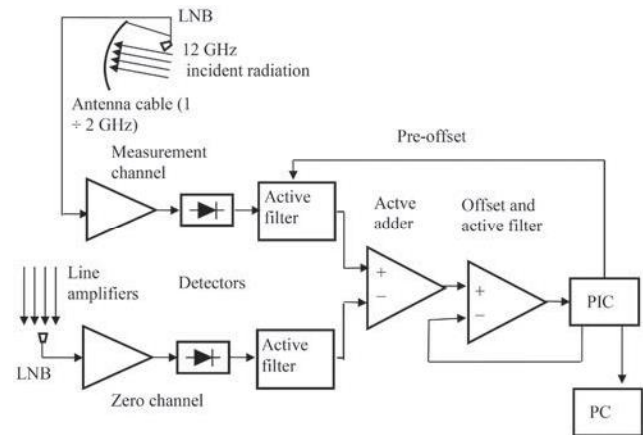 LNB
12 GHz
incident radiation
Antenna cable (1
÷ 2 GHz)
Pre-offset
Measurement
channel
Active
filter
Actve
adder
Offset and
active filter
+
−
+
−
PIC
Line
amplifiers
Detectors
LNB
Active
filter
Zero channel
PC